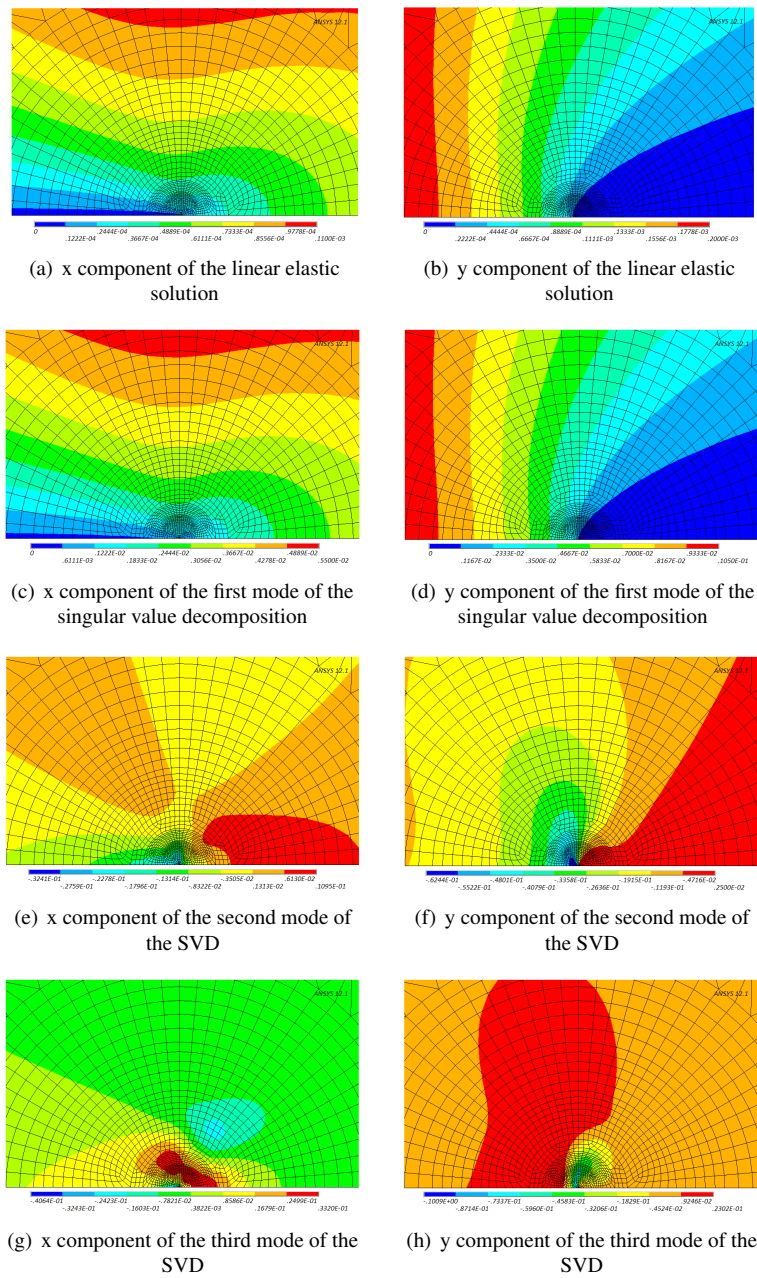 ANSYS 12.1
ANSYS 12.1
0 .2444E-04 .4889E-04 .7333E-04 .9778E-04
.1222E-04 .3667E-04 .6111E-04 .8556E-04 .1100E-03
0 .4444E-04 .8889E-04 .1333E-03 .1778E-03
.2222E-04 .6667E-04 .1111E-03 .1556E-03 .2000E-03
(a) x component of the linear elastic
solution
(b) y component of the linear elastic
solution
ANSYS 12.1
ANSYS 12.1
0 .1222E-02 .2444E-02 .3667E-02 .4889E-02
.6111E-03 .1833E-02 .3056E-02 .4278E-02 .5500E-02
0 .2333E-02 .4667E-02 .7000E-02 .9333E-02
.1167E-02 .3500E-02 .5833E-02 .8167E-02 .1050E-01
(c) x component of the first mode of the
singular value decomposition
(d) y component of the first mode of the
singular value decomposition
ANSYS 12.1
ANSYS 12.1
-.3241E-01 -.2278E-01 -.1314E-01 -.3505E-02 .6130E-02
-.2759E-01 -.1796E-01 -.8322E-02 .1313E-02 .1095E-01
-.6244E-01 -.4801E-01 -.3358E-01 -.1915E-01 -.4716E-02
-.5522E-01 -.4079E-01 -.2636E-01 -.1193E-01 .2500E-02
(e) x component of the second mode of
the SVD
(f) y component of the second mode of
the SVD
ANSYS 12.1
ANSYS 12.1
-.4064E-01 -.2423E-01 -.7821E-02 .8586E-02 .2499E-01
-.3243E-01 -.1603E-01 .3822E-03 .1679E-01 .3320E-01
-.1009E+00 -.7337E-01 -.4583E-01 -.1829E-01 .9246E-02
-.8714E-01 -.5960E-01 -.3206E-01 -.4524E-02 .2302E-01
(g) x component of the third mode of the
SVD
(h) y component of the third mode of the
SVD